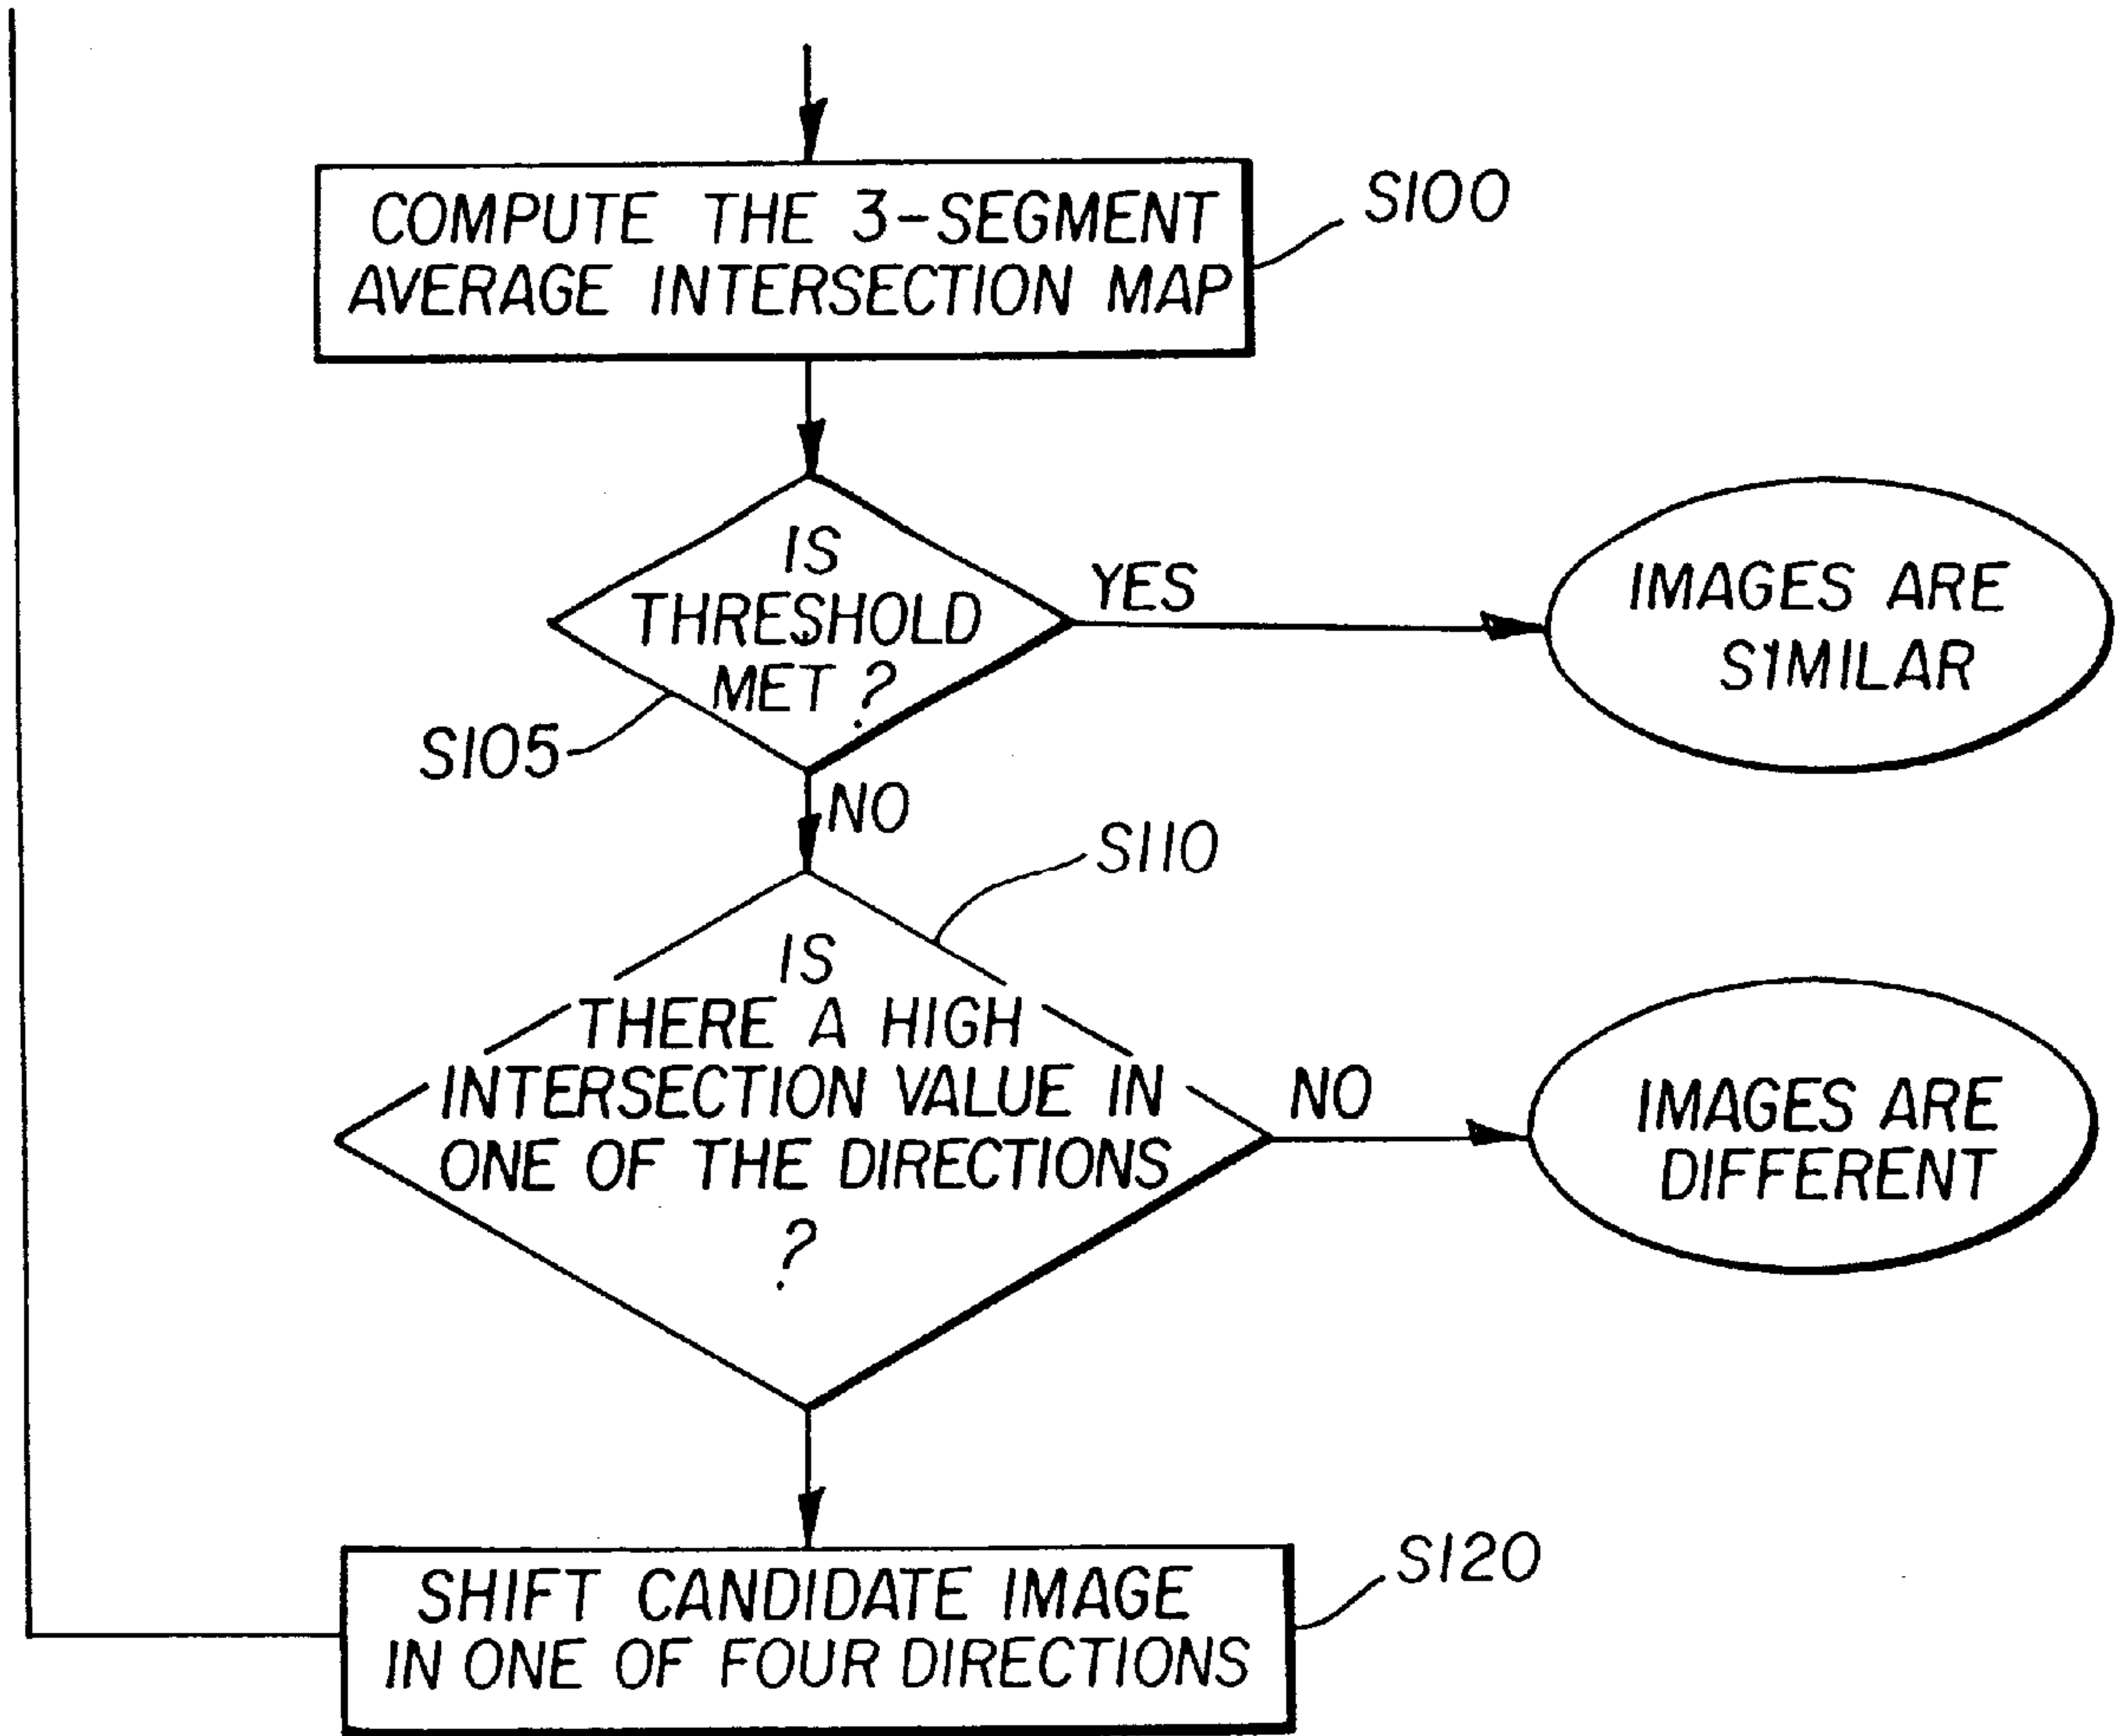 COMPUTE THE 3-SEGMENT
AVERAGE INTERSECTION MAP
S100
IS
THRESHOLD
MET ?
YES
IMAGES ARE
SIMILAR
S105
NO
S110
IS
THERE A HIGH
INTERSECTION VALUE IN
ONE OF THE DIRECTIONS
?
NO
IMAGES ARE
DIFFERENT
SHIFT CANDIDATE IMAGE
IN ONE OF FOUR DIRECTIONS
S120